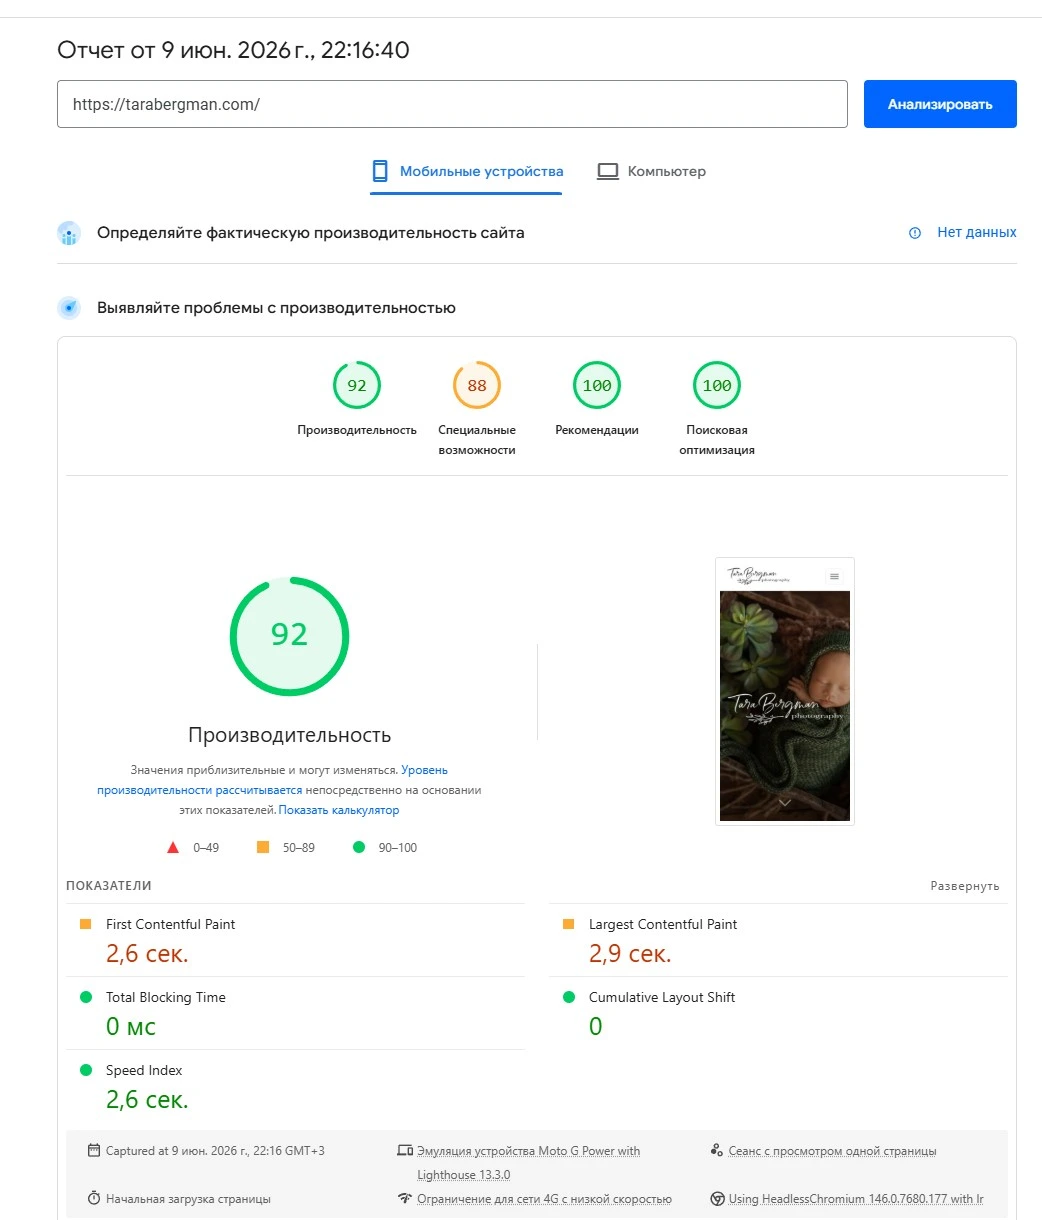 Отчет от 9 июн. 2026 г., 22:16:40
https://tarabergman.com/
Анализировать
Мобильные устройства
Компьютер
Определяйте фактическую производительность сайта
Нет данных
Выявляйте проблемы с производительностью
92
88
100
100
Производительность
Специальные возможности
Рекомендации
Поисковая оптимизация
Tara Bergman
photography
92
Tara Bergman
photography
Производительность
Значения приблизительные и могут изменяться. Уровень
производительности рассчитывается непосредственно на основании
этих показателей. Показать калькулятор
0–49
50–89
90–100
ПОКАЗАТЕЛИ
Развернуть
First Contentful Paint
2,6 сек.
Largest Contentful Paint
2,9 сек.
Total Blocking Time
0 мс
Cumulative Layout Shift
0
Speed Index
2,6 сек.
Captured at 9 июн. 2026 г., 22:16 GMT+3
Эмуляция устройства Moto G Power with
Lighthouse 13.3.0
Сеанс с просмотром одной страницы
Начальная загрузка страницы
Ограничение для сети 4G с низкой скоростью
Using HeadlessChromium 146.0.7680.177 with lr